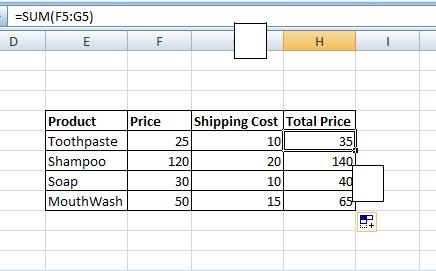 =SUM(F5:G5)
D E F H I
Product Price Shipping Cost Total Price
Toothpaste 25 10 35
Shampoo 120 20 140
Soap 30 10 40
MouthWash 50 15 65